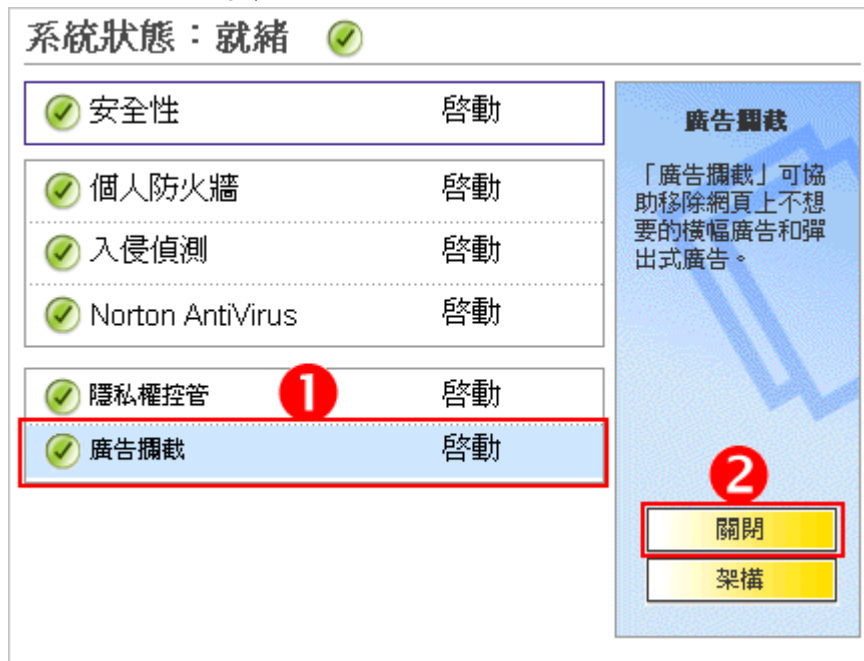 系統狀態：就緒
安全性 啓動
個人防火牆 啓動
入侵偵測 啓動
Norton AntiVirus 啓動
隱私權控管 1 啓動
廣告攔截 啓動
廣告攔截
「廣告攔截」可協
助移除網頁上不想
要的橫幅廣告和彈
出式廣告。
2
關閉
架構